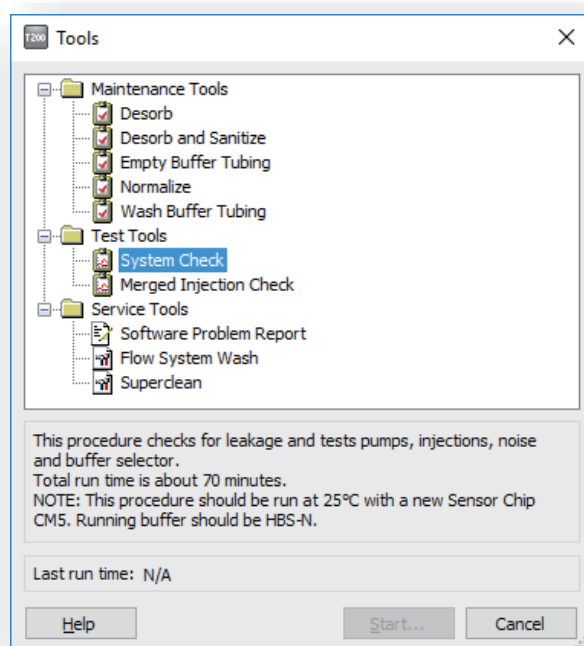 T200 Tools
Maintenance Tools
Desorb
Desorb and Sanitize
Empty Buffer Tubing
Normalize
Wash Buffer Tubing
Test Tools
System Check
Merged Injection Check
Service Tools
Software Problem Report
Flow System Wash
Superclean
This procedure checks for leakage and tests pumps, injections, noise
and buffer selector.
Total run time is about 70 minutes.
NOTE: This procedure should be run at 25°C with a new Sensor Chip
CM5. Running buffer should be HBS-N.
Last run time: N/A
Help Start... Cancel